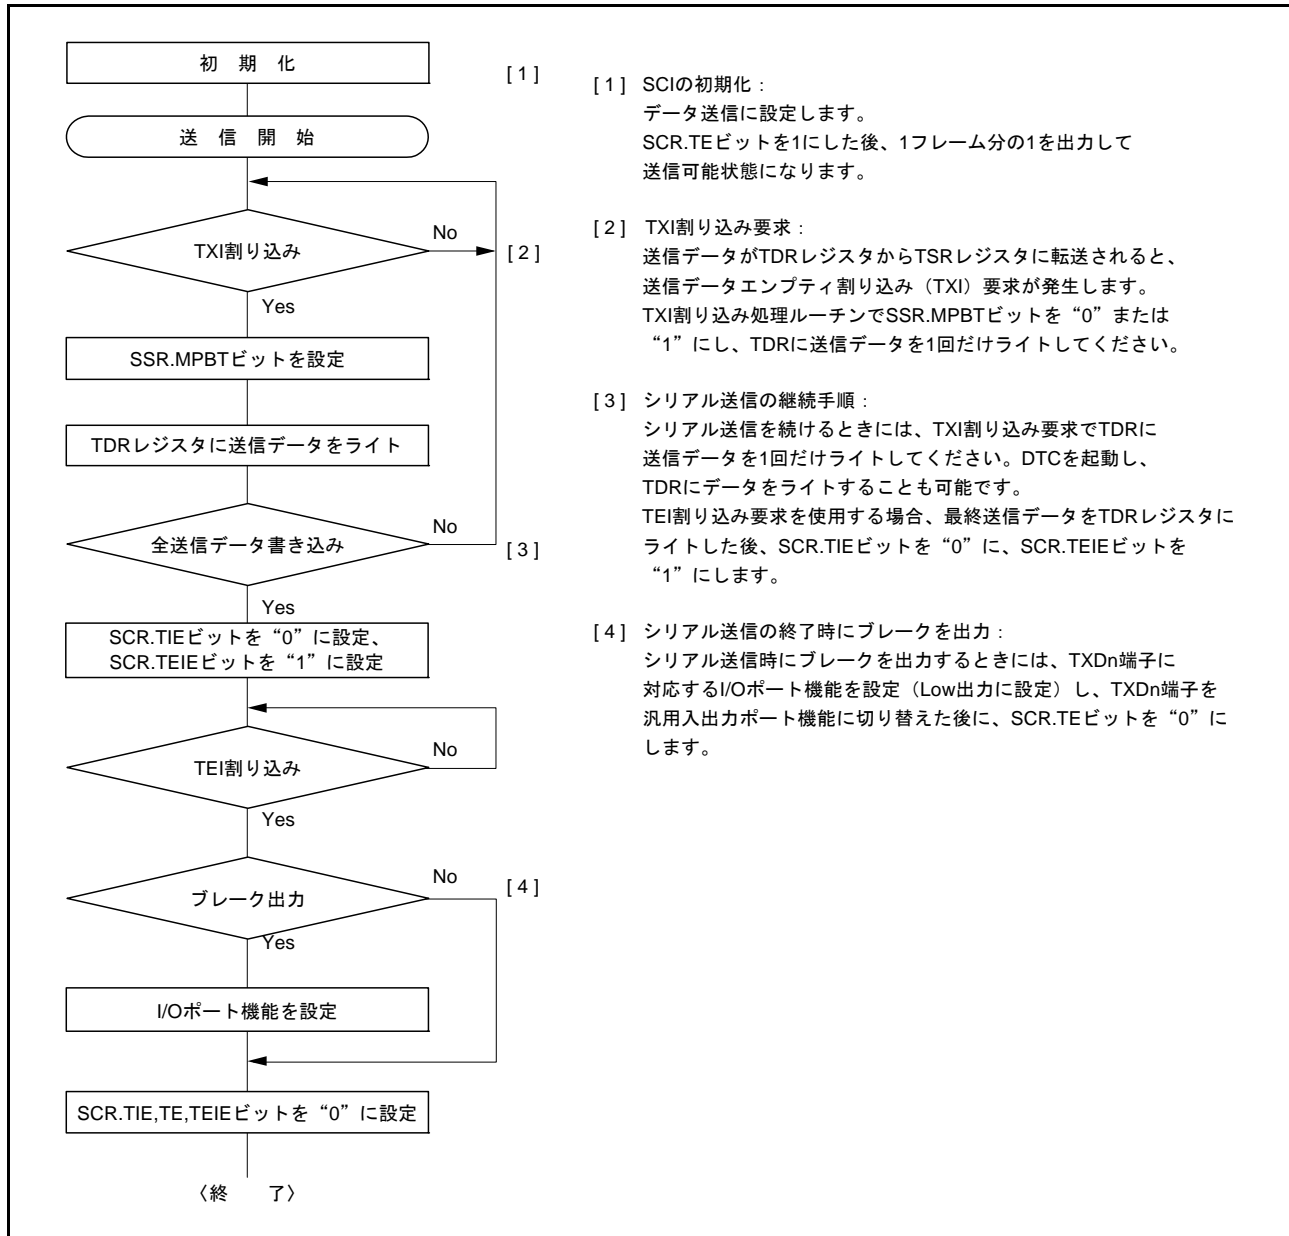 初 期 化
[ 1 ]
送 信 開 始
TXI割り込み
No
[ 2 ]
Yes
SSR.MPBTビットを設定
TDRレジスタに送信データをライト
全送信データ書き込み
No
[ 3 ]
Yes
SCR.TIEビットを“0”に設定、
SCR.TEIEビットを“1”に設定
TEI割り込み
No
Yes
ブレーク出力
No
[ 4 ]
Yes
I/Oポート機能を設定
SCR.TIE,TE,TEIEビットを“0”に設定
〈終 了〉
[ 1 ] SCIの初期化：
データ送信に設定します。
SCR.TEビットを1にした後、1フレーム分の1を出力して
送信可能状態になります。
[ 2 ] TXI割り込み要求：
送信データがTDRレジスタからTSRレジスタに転送されると、
送信データエンプティ割り込み（TXI）要求が発生します。
TXI割り込み処理ルーチンでSSR.MPBTビットを“0”または
“1”にし、TDRに送信データを1回だけライトしてください。
[ 3 ] シリアル送信の継続手順：
シリアル送信を続けるときには、TXI割り込み要求でTDRに
送信データを1回だけライトしてください。DTCを起動し、
TDRにデータをライトすることも可能です。
TEI割り込み要求を使用する場合、最終送信データをTDRレジスタに
ライトした後、SCR.TIEビットを“0”に、SCR.TEIEビットを
“1”にします。
[ 4 ] シリアル送信の終了時にブレークを出力：
シリアル送信時にブレークを出力するときには、TXDn端子に
対応するI/Oポート機能を設定（Low出力に設定）し、TXDn端子を
汎用入出力ポート機能に切り替えた後に、SCR.TEビットを“0”に
します。